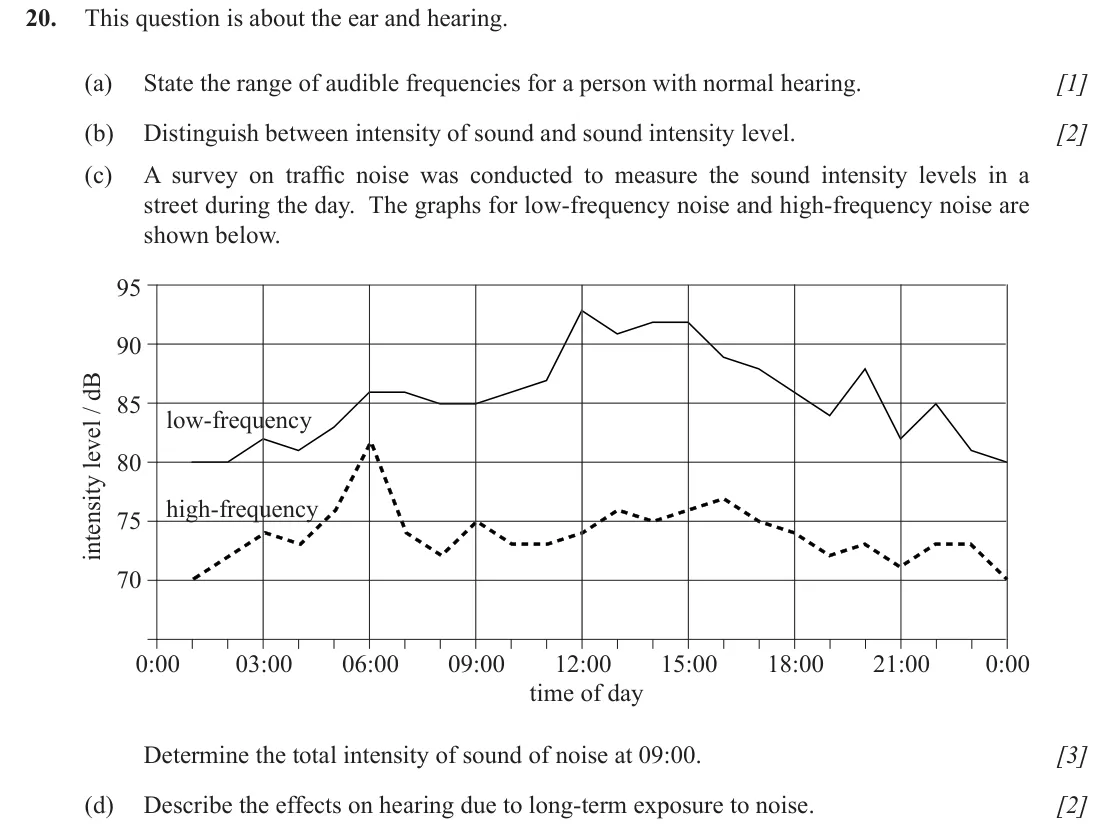 20. This question is about the ear and hearing.
(a) State the range of audible frequencies for a person with normal hearing. [1]
(b) Distinguish between intensity of sound and sound intensity level. [2]
(c) A survey on traffic noise was conducted to measure the sound intensity levels in a
street during the day. The graphs for low-frequency noise and high-frequency noise are
shown below.
95
90
85
80
75
70
intensity level / dB
low-frequency
high-frequency
0:00 03:00 06:00 09:00 12:00 15:00 18:00 21:00 0:00
time of day
Determine the total intensity of sound of noise at 09:00. [3]
(d) Describe the effects on hearing due to long-term exposure to noise. [2]